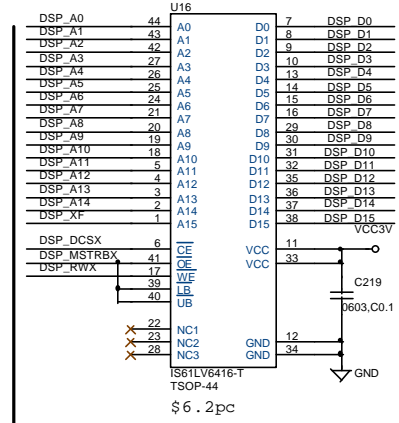 U16
DSP_A0 44 A0 D0 7 DSP_D0
DSP_A1 43 A1 D1 8 DSP_D1
DSP_A2 42 A2 D2 9 DSP_D2
DSP_A3 27 A3 D3 10 DSP_D3
DSP_A4 26 A4 D4 13 DSP_D4
DSP_A5 25 A5 D5 14 DSP_D5
DSP_A6 24 A6 D6 15 DSP_D6
DSP_A7 21 A7 D7 16 DSP_D7
DSP_A8 20 A8 D8 29 DSP_D8
DSP_A9 19 A9 D9 30 DSP_D9
DSP_A10 18 A10 D10 31 DSP_D10
DSP_A11 5 A11 D11 32 DSP_D11
DSP_A12 4 A12 D12 35 DSP_D12
DSP_A13 3 A13 D13 36 DSP_D13
DSP_A14 2 A14 D14 37 DSP_D14
DSP_XF 1 A15 D15 38 DSP_D15
VCC3V
DSP_DCSX 6 CE VCC 11
DSP_MSTRBX 41 OE VCC 33
DSP_RWX 17 WE
39 LB C219
40 UB 0603,C0.1
22 NC1
23 NC2 GND 12
28 NC3 GND 34
GND
IS61LV6416-T
TSOP-44
$6.2pc